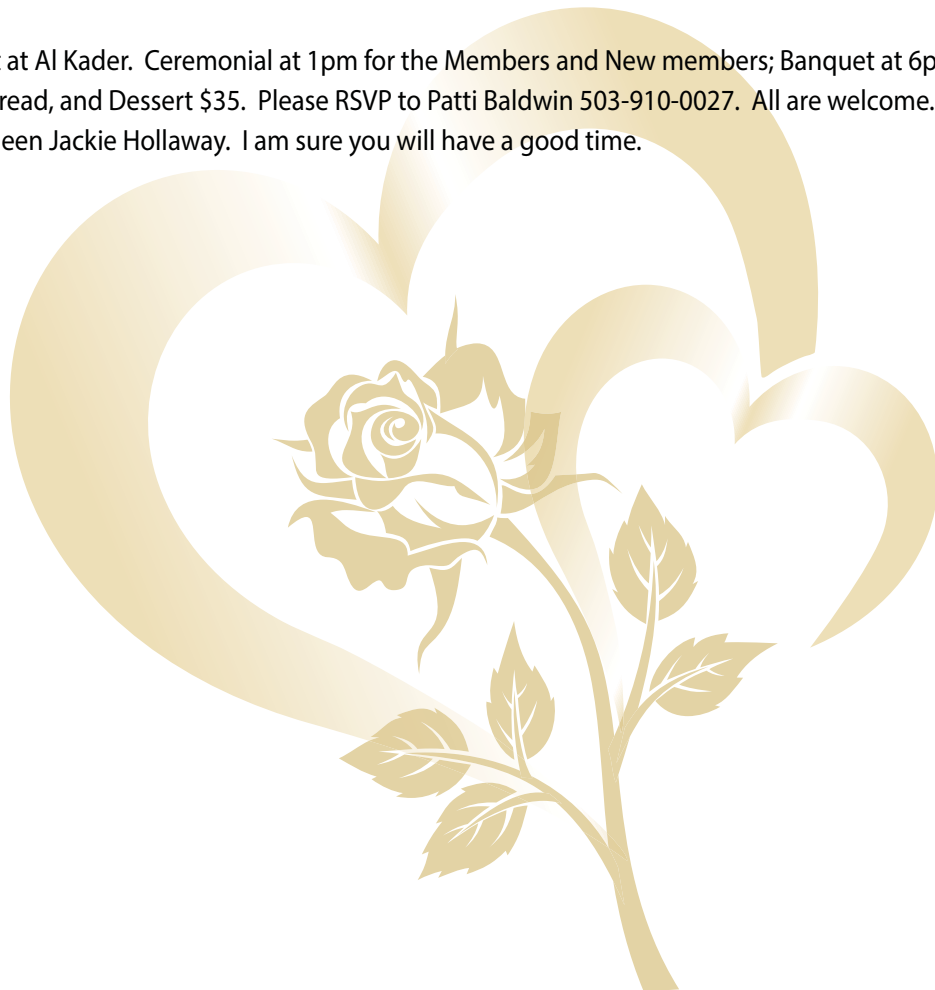 at Al Kader. Ceremonial at 1pm for the Members and New members; Banquet at 6p
read, and Dessert $35. Please RSVP to Patti Baldwin 503-910-0027. All are welcome.
een Jackie Hollaway. I am sure you will have a good time.